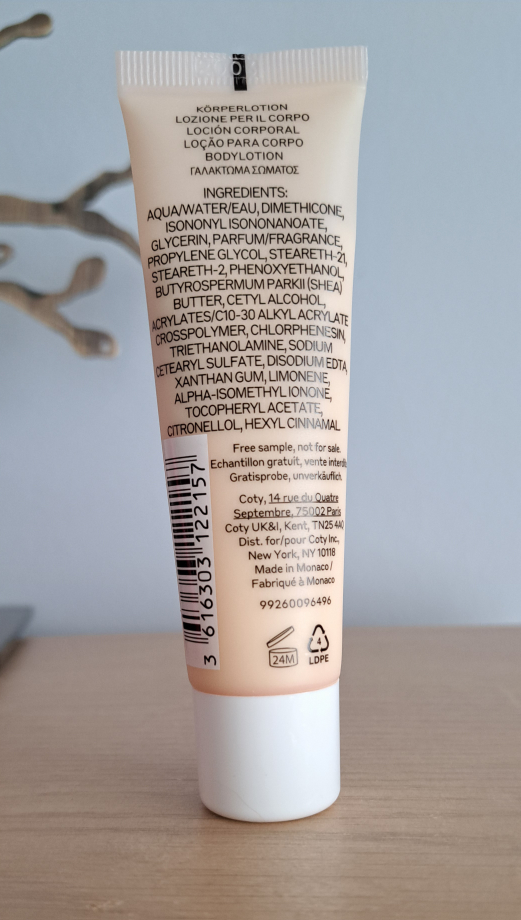 KÖRPERLOTION
LOZIONE PER IL CORPO
LOCIÓN CORPORAL
LOÇÃO PARA CORPO
BODYLOTION
ΓΑΛΑΚΤΩΜΑ ΣΩΜΑΤΟΣ
INGREDIENTS:
AQUA/WATER/EAU, DIMETHICONE,
ISONONYL ISONONANOATE,
GLYCERIN, PARFUM/FRAGRANCE,
PROPYLENE GLYCOL, STEARETH-21,
STEARETH-2, PHENOXYETHANOL,
BUTYROSPERMUM PARKII (SHEA)
BUTTER, CETYL ALCOHOL,
ACRYLATES/C10-30 ALKYL ACRYLATE
CROSSPOLYMER, CHLORPHENESIN,
TRIETHANOLAMINE, SODIUM
CETEARYL SULFATE, DISODIUM EDTA,
XANTHAN GUM, LIMONENE,
ALPHA-ISOMETHYL IONONE,
TOCOPHERYL ACETATE,
CITRONELLOL, HEXYL CINNAMAL.
Free sample, not for sale.
Echantillon gratuit, vente interdite.
Gratisprobe, unverkäuflich.
Coty, 14 rue du Quatre
Septembre, 75002 Paris
Coty UK&I, Kent, TN25 4AQ
Dist. for/pour Coty Inc.,
New York, NY 10118
Made in Monaco /
Fabriqué à Monaco
99260096496
3 616303 122157
24M
4
LDPE